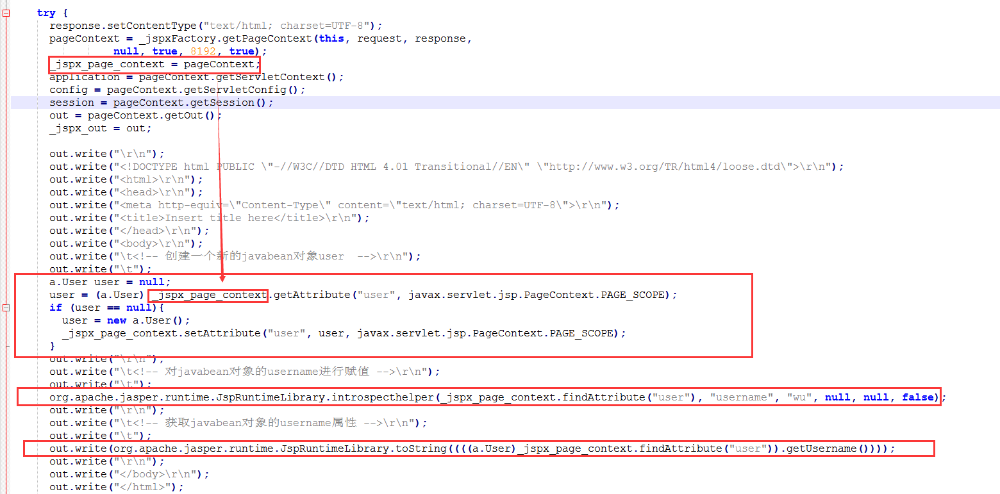 try {
response.setContentType("text/html; charset=UTF-8");
pageContext = _jspxFactory.getPageContext(this, request, response,
null, true, 8192, true);
_jspx_page_context = pageContext;
application = pageContext.getServletContext();
config = pageContext.getServletConfig();
session = pageContext.getSession();
out = pageContext.getOut();
_jspx_out = out;
out.write("\r\n");
out.write("<!DOCTYPE html PUBLIC \"-//W3C//DTD HTML 4.01 Transitional//EN\" \"http://www.w3.org/TR/html4/loose.dtd\">\r\n");
out.write("<html>\r\n");
out.write("<head>\r\n");
out.write("<meta http-equiv=\"Content-Type\" content=\"text/html; charset=UTF-8\">\r\n");
out.write("<title>Insert title here</title>\r\n");
out.write("</head>\r\n");
out.write("<body>\r\n");
out.write("\t<!-- 创建一个新的javabean对象user  -->\r\n");
out.write("\t");
a.User user = null;
user = (a.User) _jspx_page_context.getAttribute("user", javax.servlet.jsp.PageContext.PAGE_SCOPE);
if (user == null){
user = new a.User();
_jspx_page_context.setAttribute("user", user, javax.servlet.jsp.PageContext.PAGE_SCOPE);
}
out.write("\r\n");
out.write("\t<!-- 对javabean对象的username进行赋值 -->\r\n");
out.write("\t");
org.apache.jasper.runtime.JspRuntimeLibrary.introspecthelper(_jspx_page_context.findAttribute("user"), "username", "wu", null, null, false);
out.write("\r\n");
out.write("\t<!-- 获取javabean对象的username属性 -->\r\n");
out.write("\t");
out.write(org.apache.jasper.runtime.JspRuntimeLibrary.toString((((a.User)_jspx_page_context.findAttribute("user")).getUsername())));
out.write("\r\n");
out.write("</body>\r\n");
out.write("</html>");